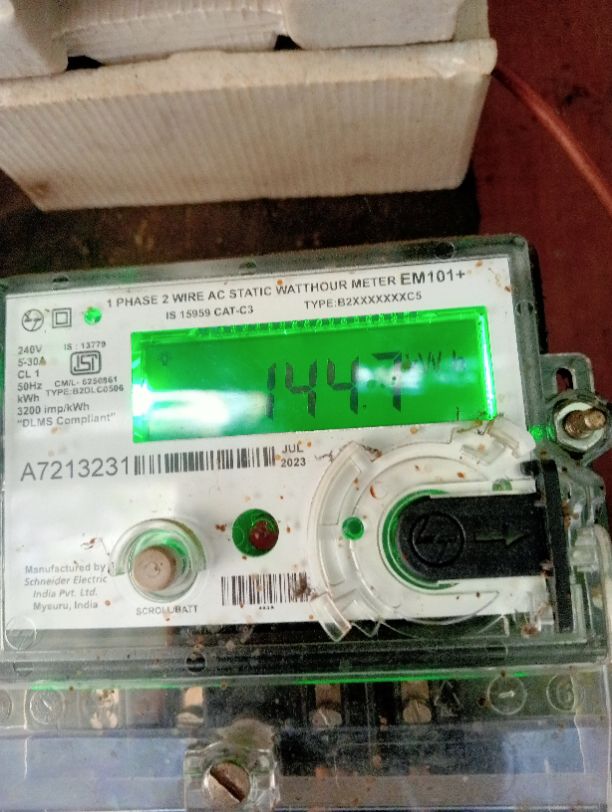 1 PHASE 2 WIRE AC STATIC WATTHOUR METER EM101+
IS 15959 CAT-C3 TYPE:B2XXXXXXXC5
240V
5-30A
CL 1
50Hz
kWh
3200 imp/kWh
"DLMS Compliant"
IS : 13779
ISI
CM/L- 6250861
TYPE:B2DLC0506
1447 kWh
A7213231
JUL
2023
Manufactured by
Schneider Electric
India Pvt. Ltd.
Mysuru, India
SCROLL/BATT